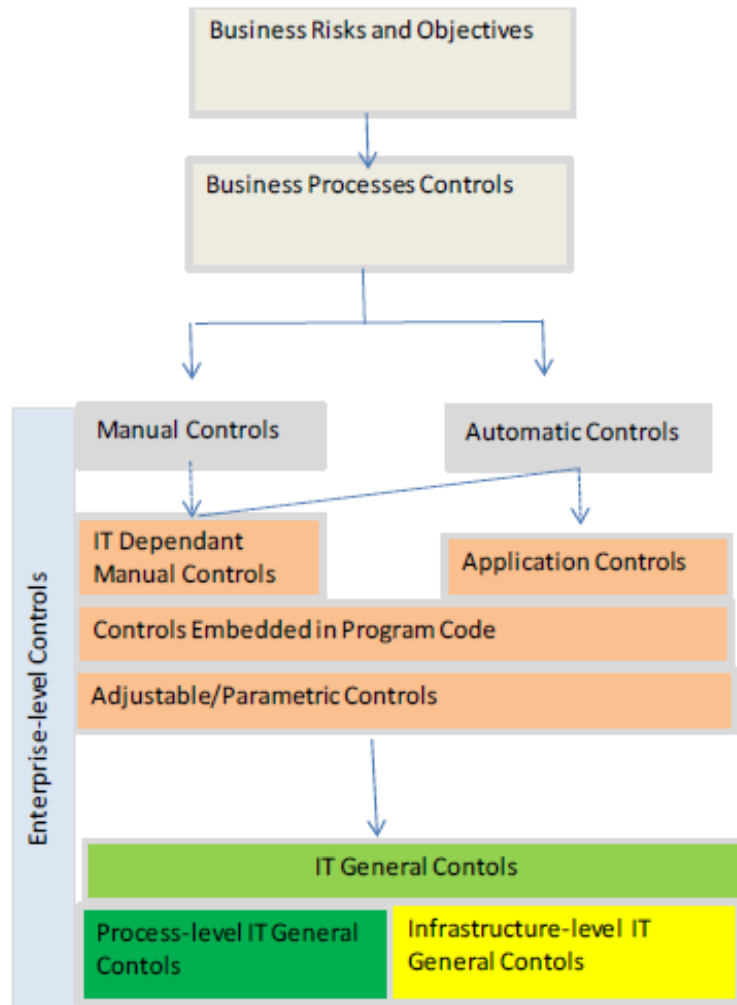 Business Risks and Objectives
Business Processes Controls
Manual Controls
Automatic Controls
IT Dependant
Manual Controls
Application Controls
Controls Embedded in Program Code
Adjustable/Parametric Controls
Enterprise-level Controls
IT General Contols
Process-level IT General
Contols
Infrastructure-level IT
General Contols